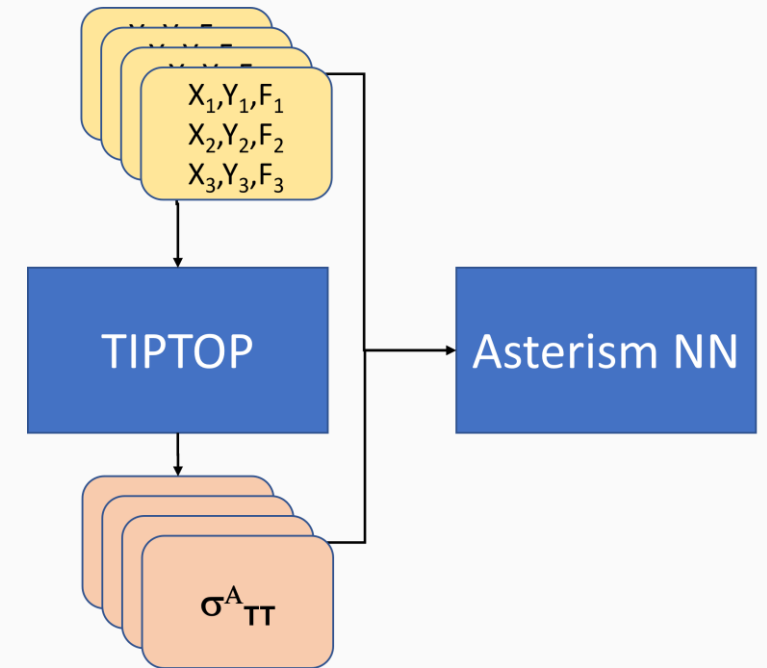 X₁,Y₁,F₁
X₂,Y₂,F₂
X₃,Y₃,F₃
TIPTOP
Asterism NN
σᴬTT